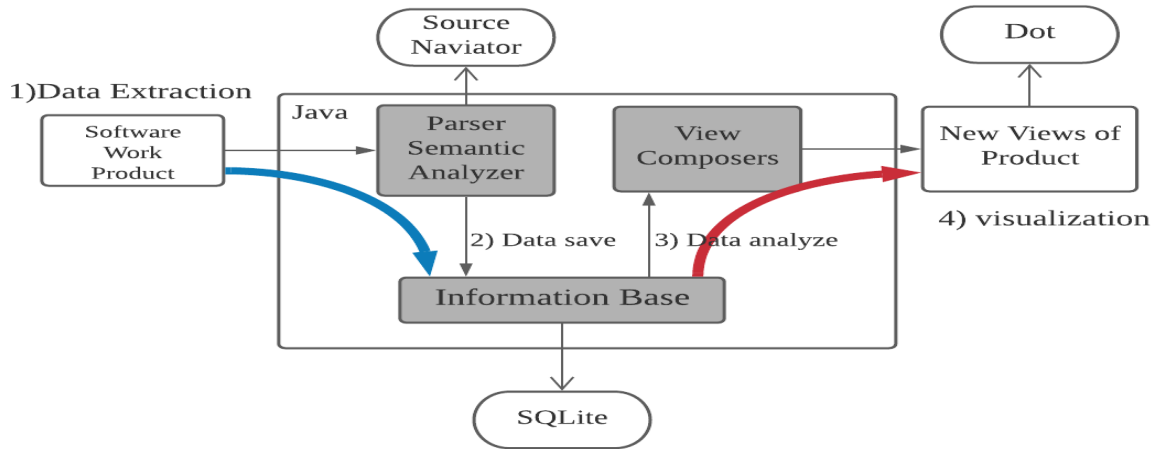 Source
Naviator
Dot
1)Data Extraction
Java
Software
Work
Product
Parser
Semantic
Analyzer
View
Composers
New Views of
Product
2) Data save
3) Data analyze
4) visualization
Information Base
SQLite